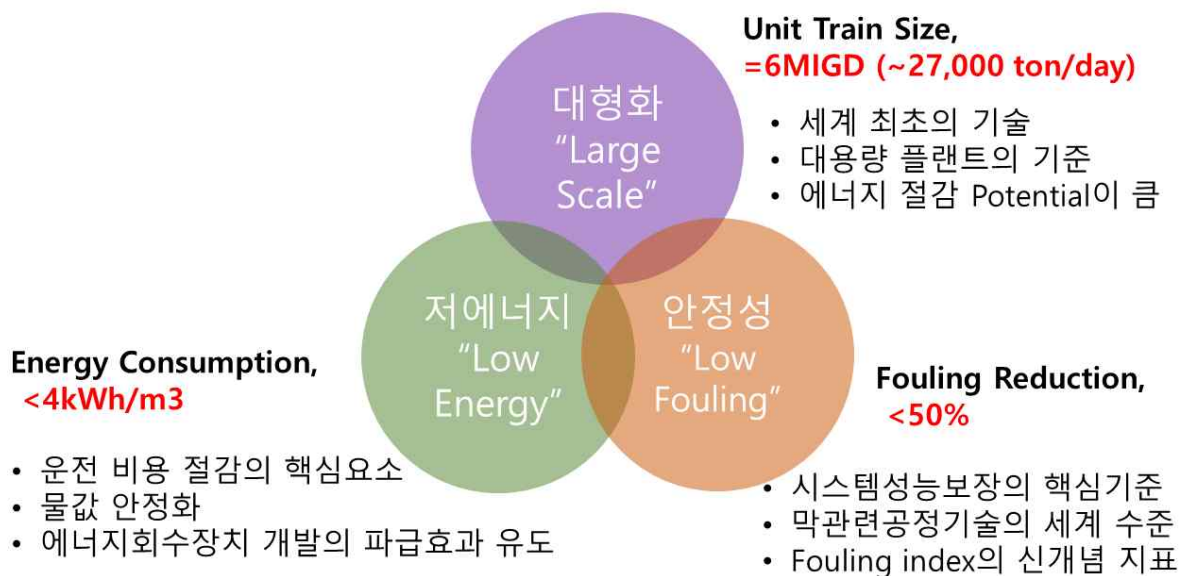 Unit Train Size,
=6MIGD (~27,000 ton/day)
• 세계 최초의 기술
• 대용량 플랜트의 기준
• 에너지 절감 Potential이 큼
대형화
“Large
Scale”
저에너지
“Low
Energy”
안정성
“Low
Fouling”
Energy Consumption,
<4kWh/m3
• 운전 비용 절감의 핵심요소
• 물값 안정화
• 에너지회수장치 개발의 파급효과 유도
Fouling Reduction,
<50%
• 시스템성능보장의 핵심기준
• 막관련공정기술의 세계 수준
• Fouling index의 신개념 지표